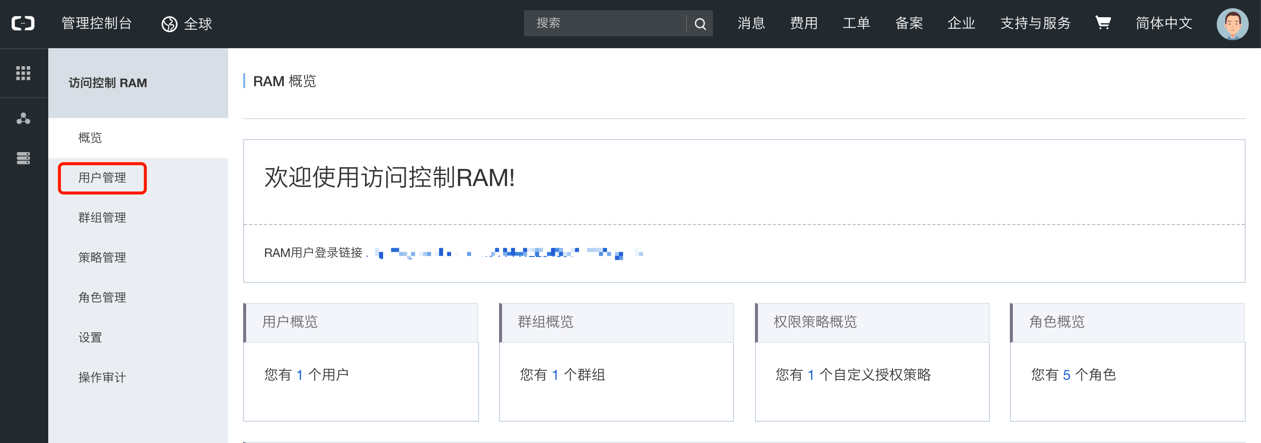 管理控制台 全球 搜索 消息 费用 工单 备案 企业 支持与服务 简体中文
访问控制 RAM
概览
用户管理
群组管理
策略管理
角色管理
设置
操作审计
RAM 概览
欢迎使用访问控制RAM!
RAM用户登录链接
用户概览
您有 1 个用户
群组概览
您有 1 个群组
权限策略概览
您有 1 个自定义授权策略
角色概览
您有 5 个角色